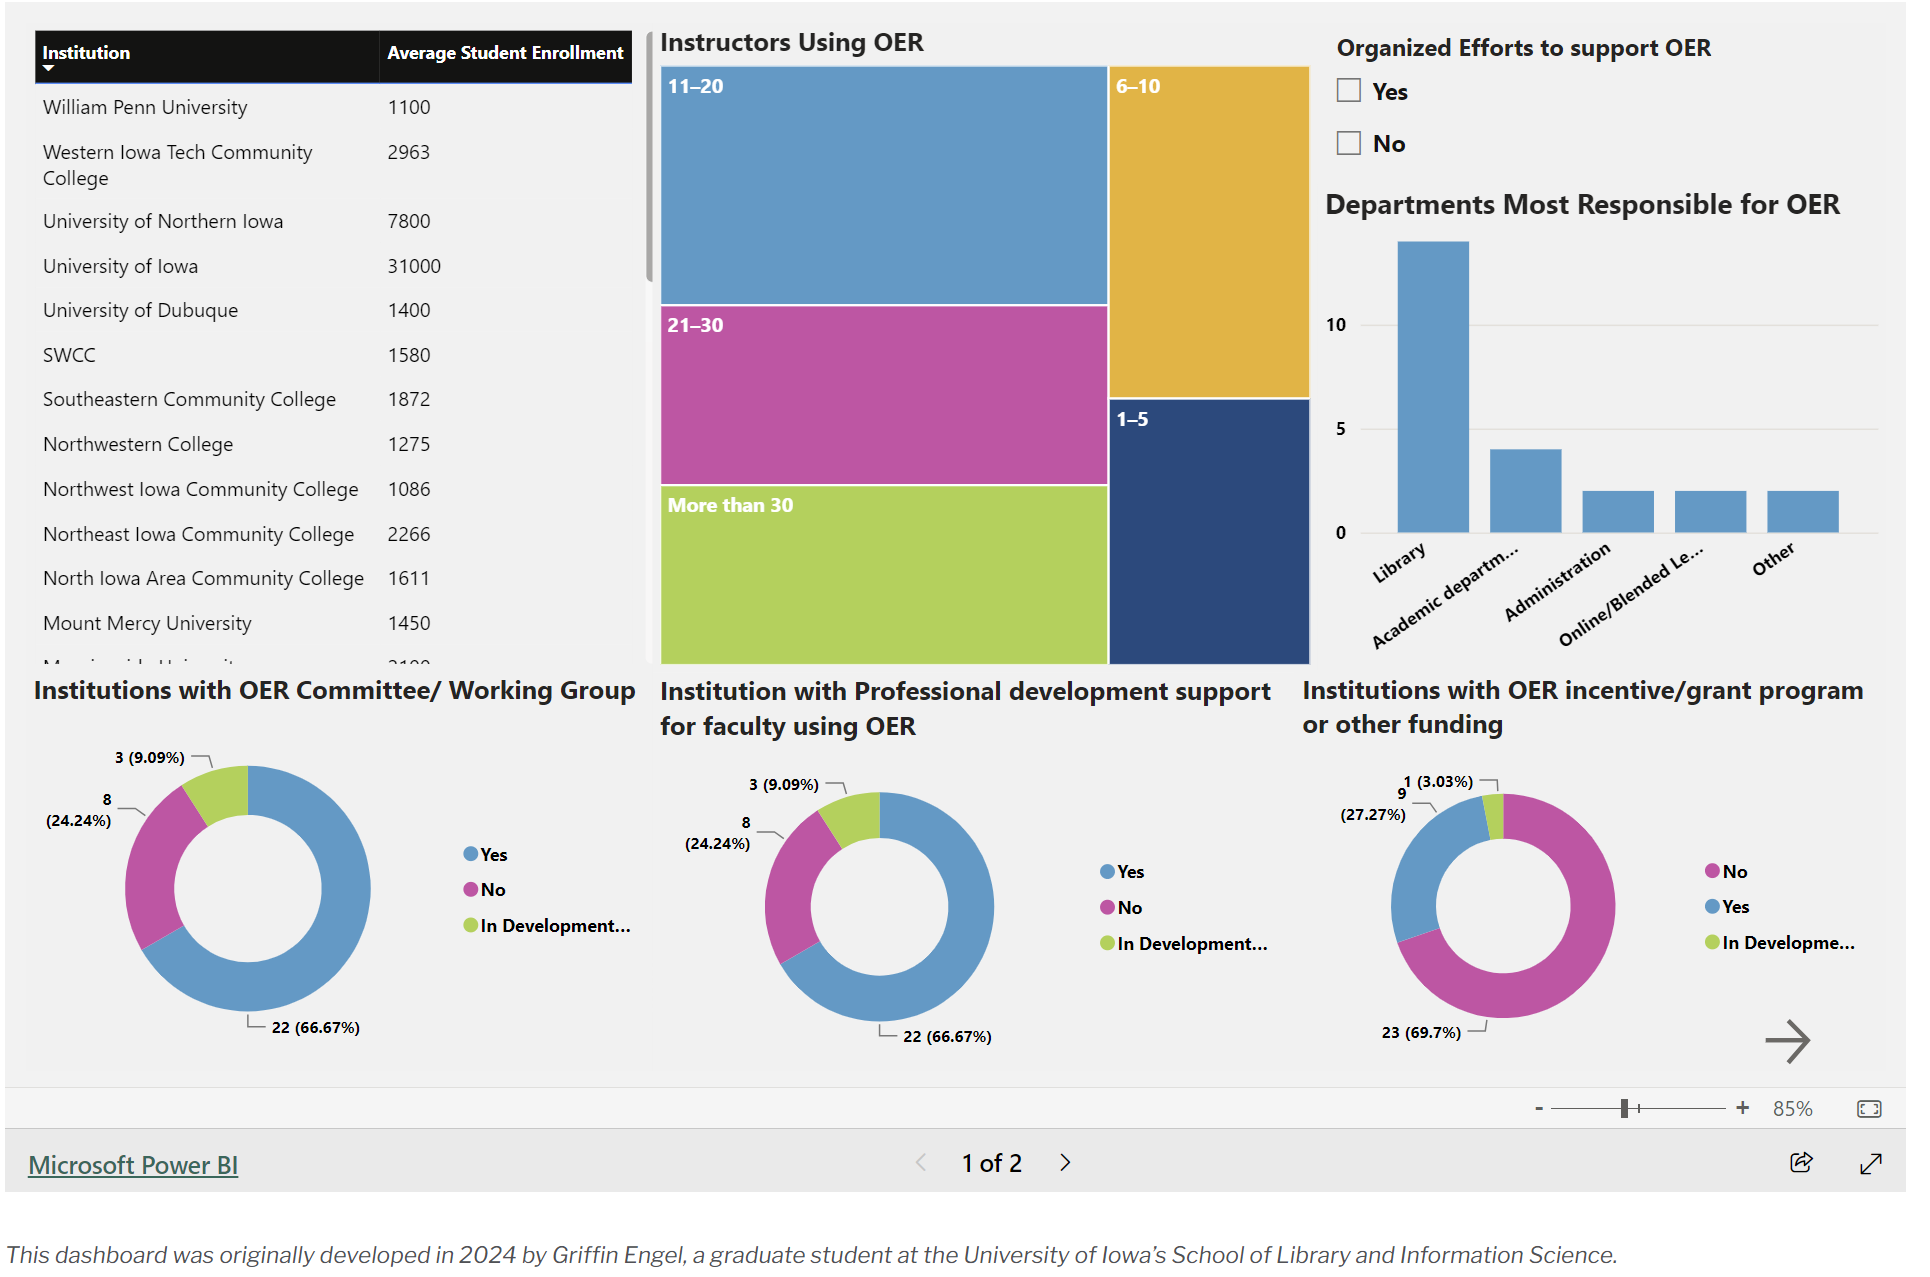 Institution Average Student Enrollment
William Penn University 1100
Western Iowa Tech Community 2963
College
University of Northern Iowa 7800
University of Iowa 31000
University of Dubuque 1400
SWCC 1580
Southeastern Community College 1872
Northwestern College 1275
Northwest Iowa Community College 1086
Northeast Iowa Community College 2266
North Iowa Area Community College 1611
Mount Mercy University 1450
Instructors Using OER
11–20
6–10
21–30
1–5
More than 30
Organized Efforts to support OER
Yes
No
Departments Most Responsible for OER
10
5
0
Library
Academic departm...
Administration
Online/Blended Le...
Other
Institutions with OER Committee/ Working Group
3 (9.09%)
8
(24.24%)
22 (66.67%)
Yes
No
In Development...
Institution with Professional development support
for faculty using OER
3 (9.09%)
8
(24.24%)
22 (66.67%)
Yes
No
In Development...
Institutions with OER incentive/grant program
or other funding
1 (3.03%)
9
(27.27%)
23 (69.7%)
No
Yes
In Developme...
- + 85%
Microsoft Power BI
1 of 2
This dashboard was originally developed in 2024 by Griffin Engel, a graduate student at the University of Iowa’s School of Library and Information Science.